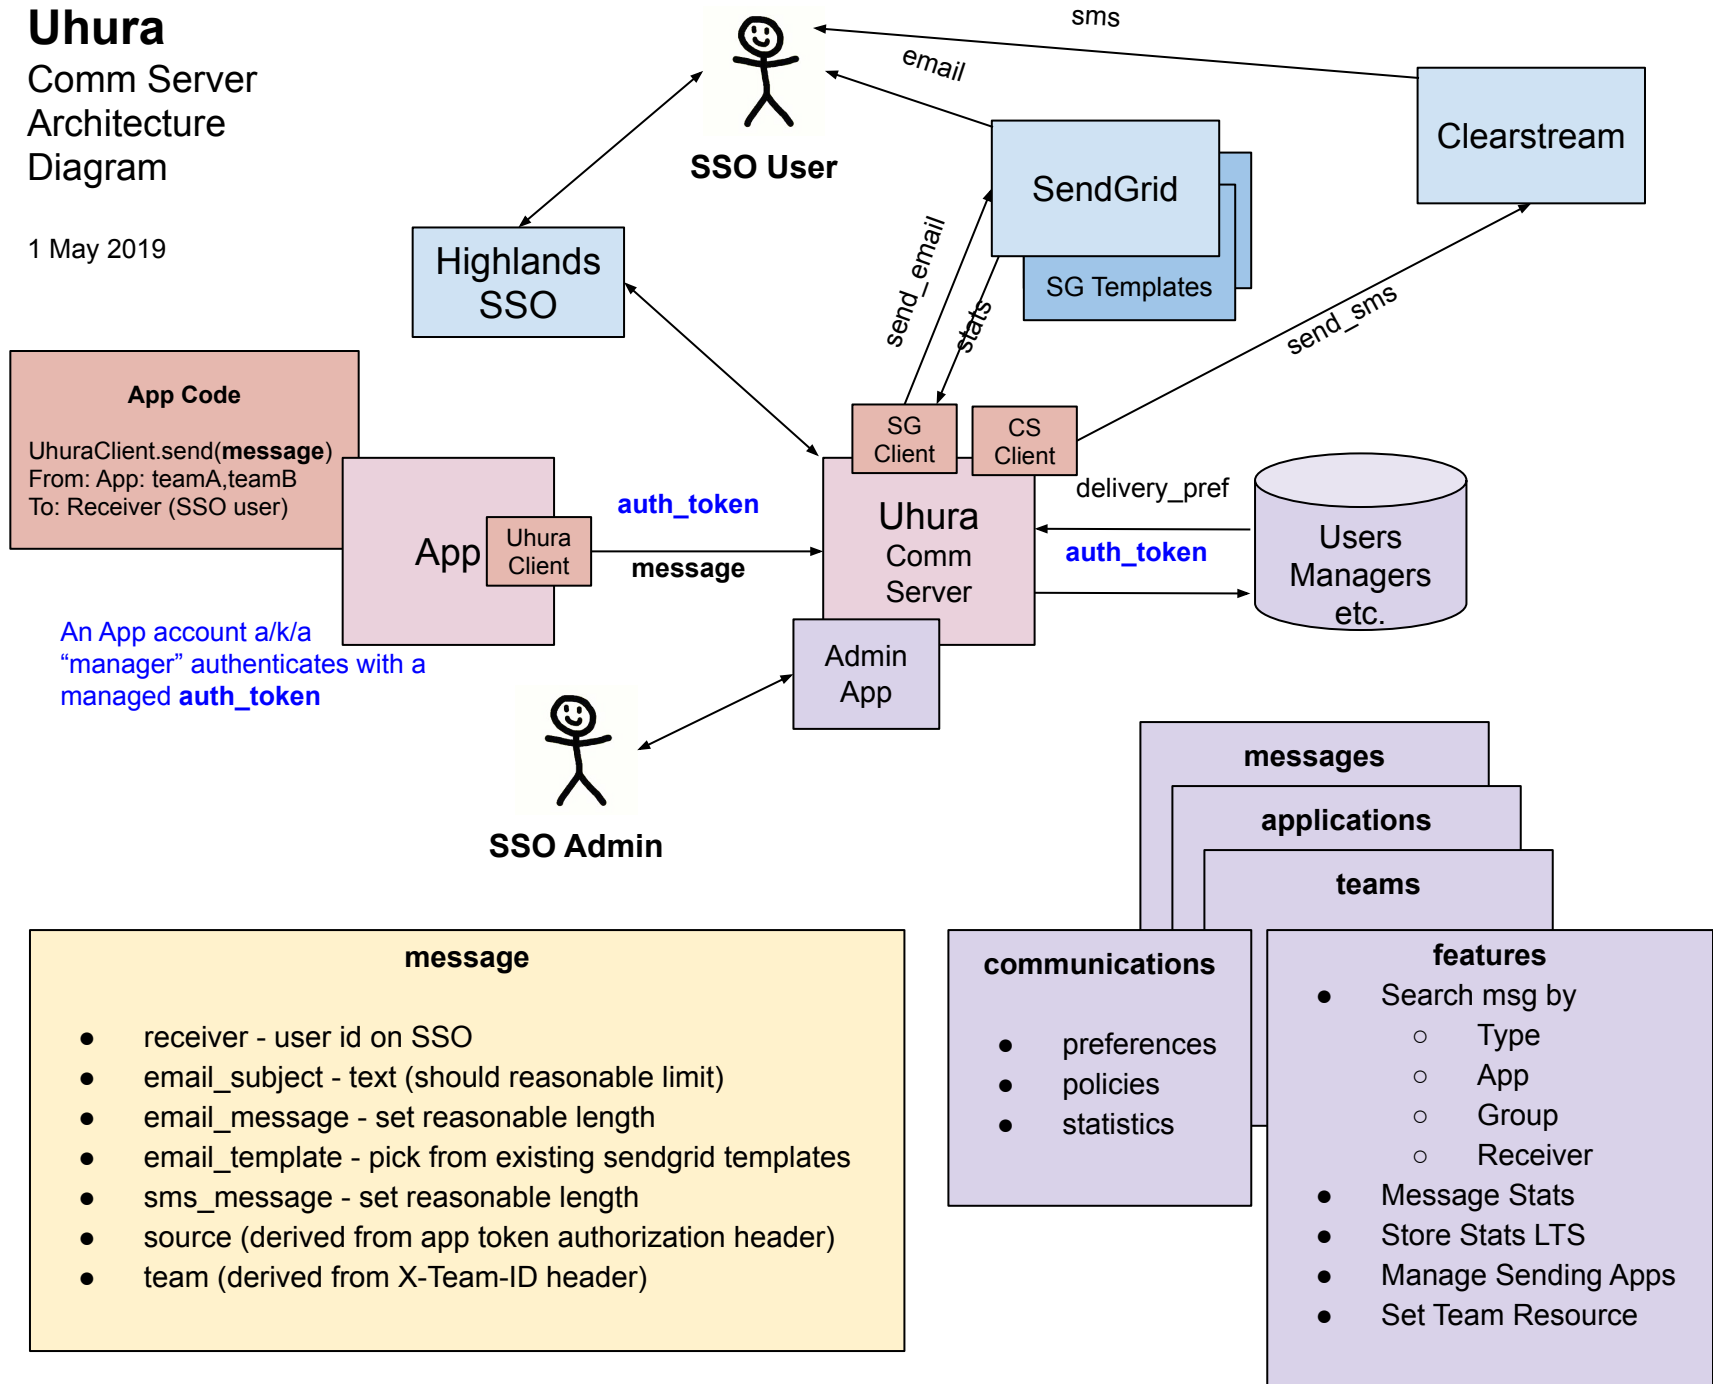 Uhura
Comm Server
Architecture
Diagram
1 May 2019
sms
email
SSO User
Clearstream
SendGrid
SG Templates
Highlands
SSO
send_email
stats
send_sms
App Code
UhuraClient.send(message)
From: App: teamA,teamB
To: Receiver (SSO user)
App
Uhura
Client
auth_token
message
SG
Client
CS
Client
Uhura
Comm
Server
delivery_pref
auth_token
Users
Managers
etc.
An App account a/k/a
“manager” authenticates with a
managed auth_token
Admin
App
SSO Admin
messages
applications
teams
message
● receiver - user id on SSO
● email_subject - text (should reasonable limit)
● email_message - set reasonable length
● email_template - pick from existing sendgrid templates
● sms_message - set reasonable length
● source (derived from app token authorization header)
● team (derived from X-Team-ID header)
communications
● preferences
● policies
● statistics
features
● Search msg by
○ Type
○ App
○ Group
○ Receiver
● Message Stats
● Store Stats LTS
● Manage Sending Apps
● Set Team Resource